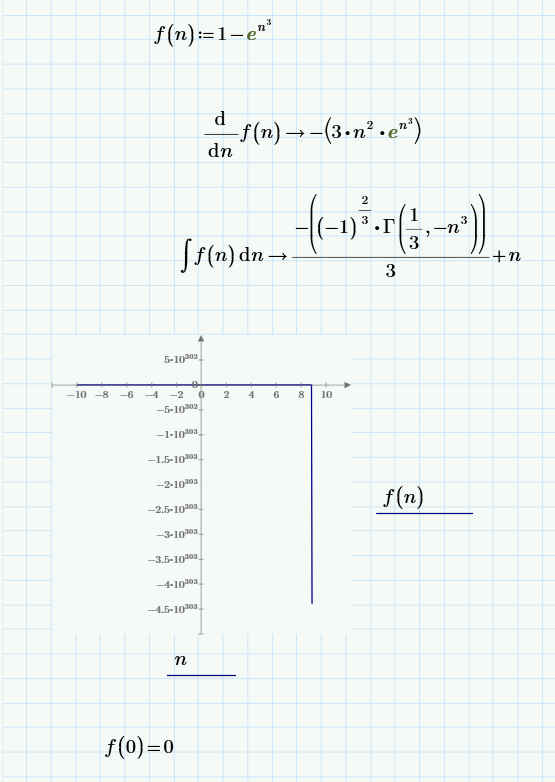 f(n):=1−e^(n^3)
d/dn f(n)→−(3·n^2·e^(n^3))
∫f(n) dn→ −((−1)^(2/3)·Γ(1/3,−n^3))/3+n
5·10^302
0
−10 −8 −6 −4 −2 0 2 4 6 8 10
−5·10^302
−1·10^303
−1.5·10^303
−2·10^303
−2.5·10^303
f(n)
−3·10^303
−3.5·10^303
−4·10^303
−4.5·10^303
n
f(0)=0